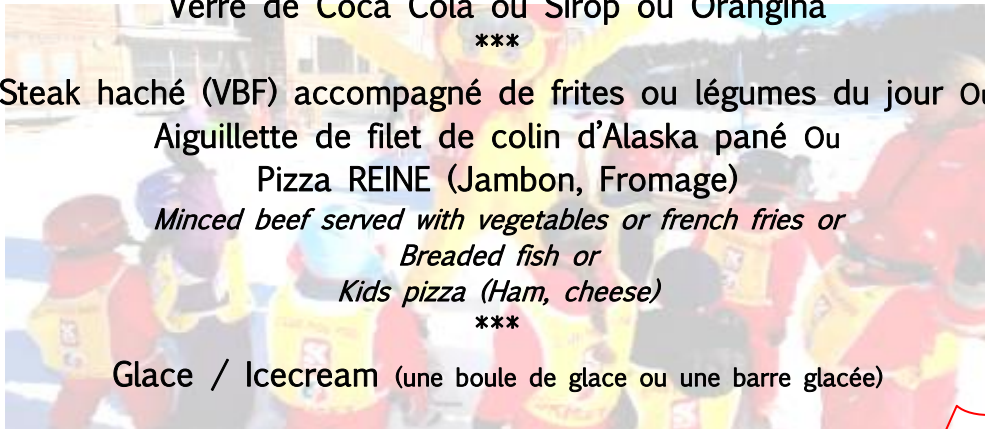 Verre de Coca Cola ou Sirop ou Orangina
***
Steak haché (VBF) accompagné de frites ou légumes du jour Ou
Aiguillette de filet de colin d’Alaska pané Ou
Pizza REINE (Jambon, Fromage)
Minced beef served with vegetables or french fries or
Breaded fish or
Kids pizza (Ham, cheese)
***
Glace / Icecream (une boule de glace ou une barre glacée)